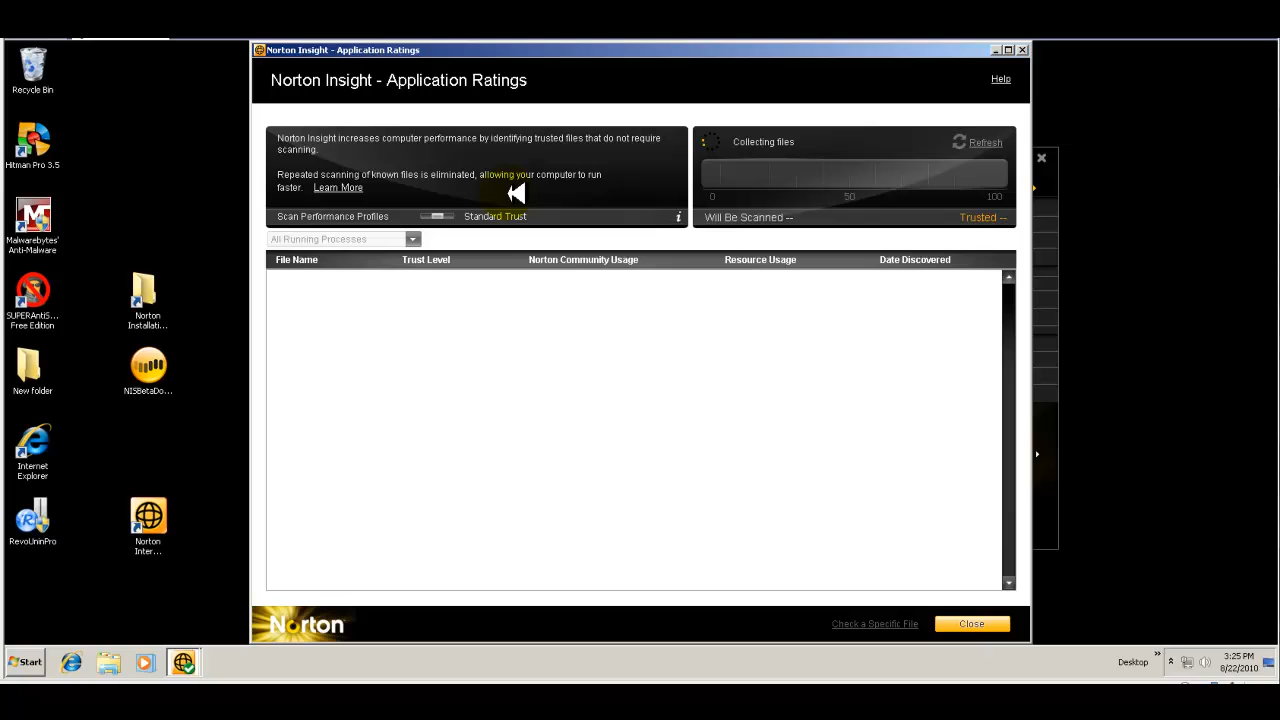 Norton Insight - Application Ratings
Norton Insight - Application Ratings
Help
Norton Insight increases computer performance by identifying trusted files that do not require
scanning.
Repeated scanning of known files is eliminated, allowing your computer to run
faster. Learn More
Scan Performance Profiles
Standard Trust
i
Collecting files
Refresh
0
50
100
Will Be Scanned --
Trusted --
All Running Processes
File Name
Trust Level
Norton Community Usage
Resource Usage
Date Discovered
Norton
Check a Specific File
Close
Recycle Bin
Hitman Pro 3.5
Malwarebytes'
Anti-Malware
SUPERAntiS...
Free Edition
Norton
Installati...
New folder
NISBetaDo...
Internet
Explorer
RevoUninPro
Norton
Inter...
Start
Desktop
3:25 PM
8/22/2010